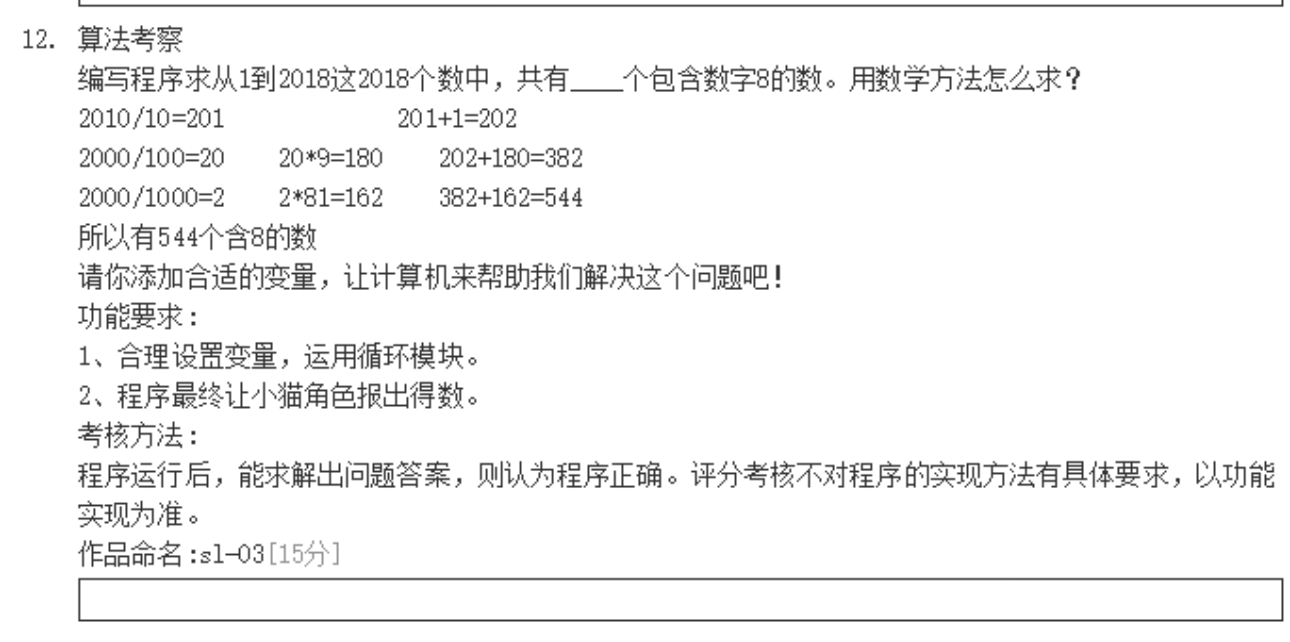 12. 算法考察
编写程序求从1到2018这2018个数中，共有____个包含数字8的数。用数学方法怎么求？
2010/10=201 201+1=202
2000/100=20 20*9=180 202+180=382
2000/1000=2 2*81=162 382+162=544
所以有544个含8的数
请你添加合适的变量，让计算机来帮助我们解决这个问题吧！
功能要求：
1、合理设置变量，运用循环模块。
2、程序最终让小猫角色报出得数。
考核方法：
程序运行后，能求解出问题答案，则认为程序正确。评分考核不对程序的实现方法有具体要求，以功能
实现为准。
作品命名:sl-03[15分]